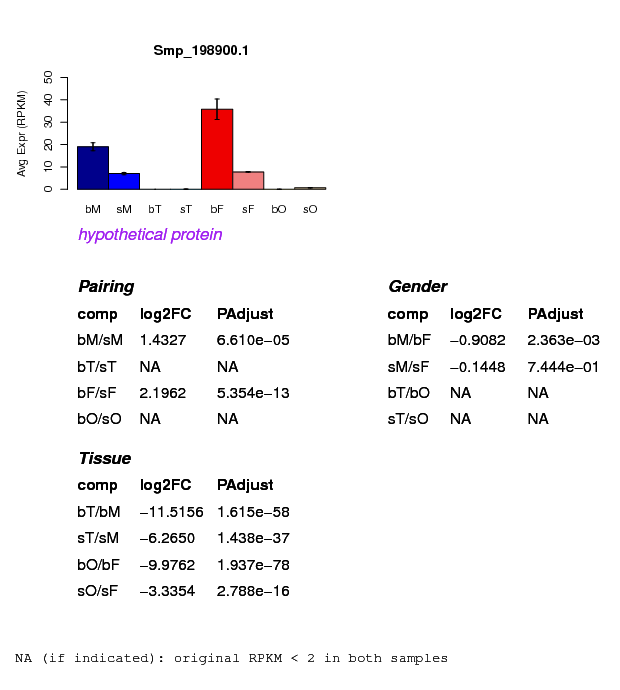 Smp_198900.1
Avg Expr (RPKM)
0 10 20 30 40 50
bM sM bT sT bF sF bO sO
hypothetical protein
Pairing
comp log2FC PAdjust
bM/sM 1.4327 6.610e−05
bT/sT NA NA
bF/sF 2.1962 5.354e−13
bO/sO NA NA
Gender
comp log2FC PAdjust
bM/bF −0.9082 2.363e−03
sM/sF −0.1448 7.444e−01
bT/bO NA NA
sT/sO NA NA
Tissue
comp log2FC PAdjust
bT/bM −11.5156 1.615e−58
sT/sM −6.2650 1.438e−37
bO/bF −9.9762 1.937e−78
sO/sF −3.3354 2.788e−16
NA (if indicated): original RPKM < 2 in both samples